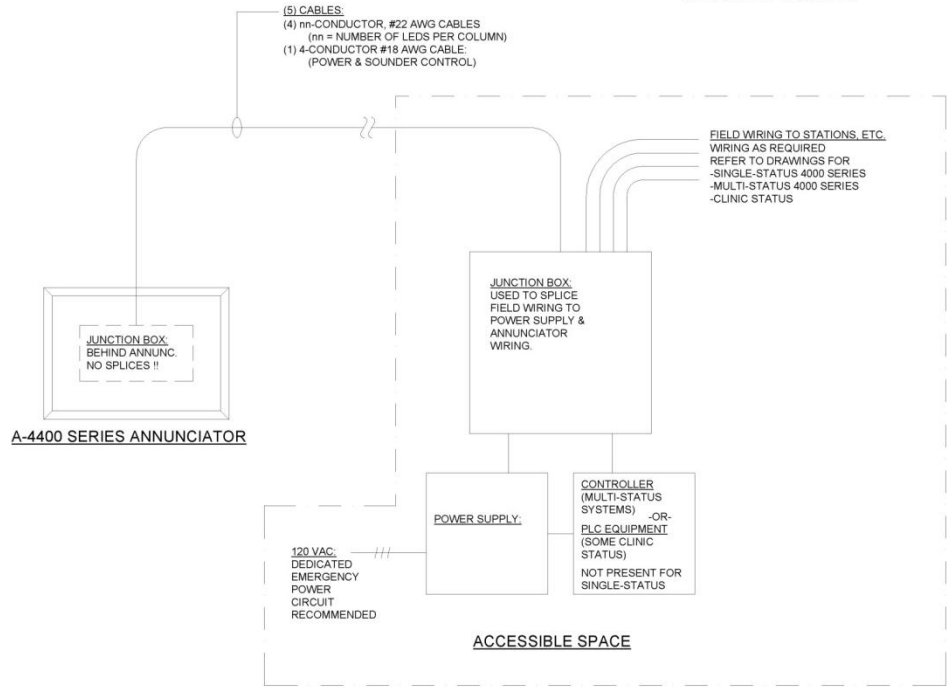 (5) CABLES:
(4) nn-CONDUCTOR, #22 AWG CABLES
(nn = NUMBER OF LEDS PER COLUMN)
(1) 4-CONDUCTOR #18 AWG CABLE:
(POWER & SOUNDER CONTROL)
FIELD WIRING TO STATIONS, ETC.
WIRING AS REQUIRED
REFER TO DRAWINGS FOR
-SINGLE-STATUS 4000 SERIES
-MULTI-STATUS 4000 SERIES
-CLINIC STATUS
JUNCTION BOX:
USED TO SPLICE
FIELD WIRING TO
POWER SUPPLY &
ANNUNCIATOR
WIRING.
JUNCTION BOX:
BEHIND ANNUNC.
NO SPLICES !!
A-4400 SERIES ANNUNCIATOR
POWER SUPPLY:
CONTROLLER
(MULTI-STATUS
SYSTEMS)
-OR-
PLC EQUIPMENT
(SOME CLINIC
STATUS)
NOT PRESENT FOR
SINGLE-STATUS
120 VAC:
DEDICATED
EMERGENCY
POWER
CIRCUIT
RECOMMENDED
ACCESSIBLE SPACE